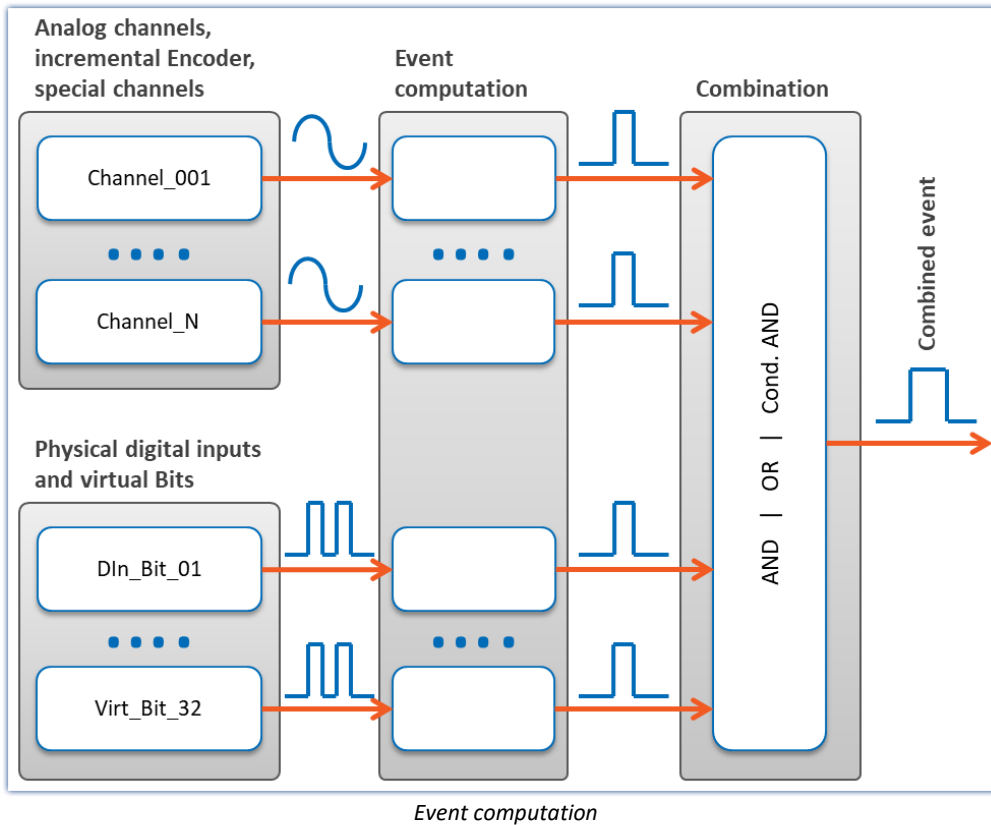 Analog channels,
incremental Encoder,
special channels
Event
computation
Combination
Channel_001
Channel_N
Physical digital inputs
and virtual Bits
DIn_Bit_01
Virt_Bit_32
AND | OR | Cond. AND
Combined event
Event computation